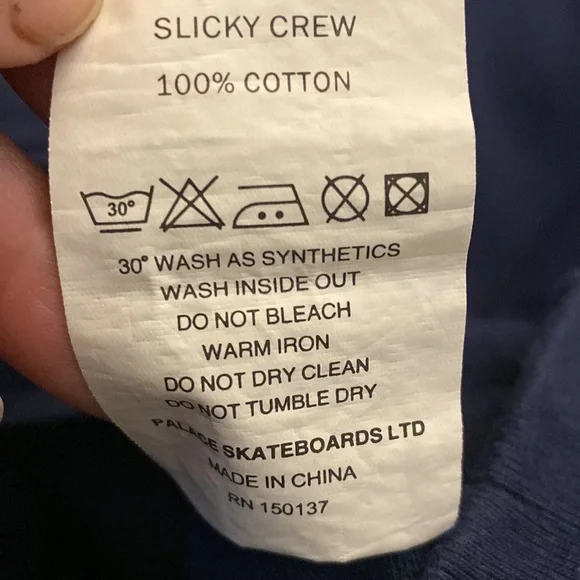 SLICKY CREW
100% COTTON
30°
30° WASH AS SYNTHETICS
WASH INSIDE OUT
DO NOT BLEACH
WARM IRON
DO NOT DRY CLEAN
DO NOT TUMBLE DRY
PALACE SKATEBOARDS LTD
MADE IN CHINA
RN 150137